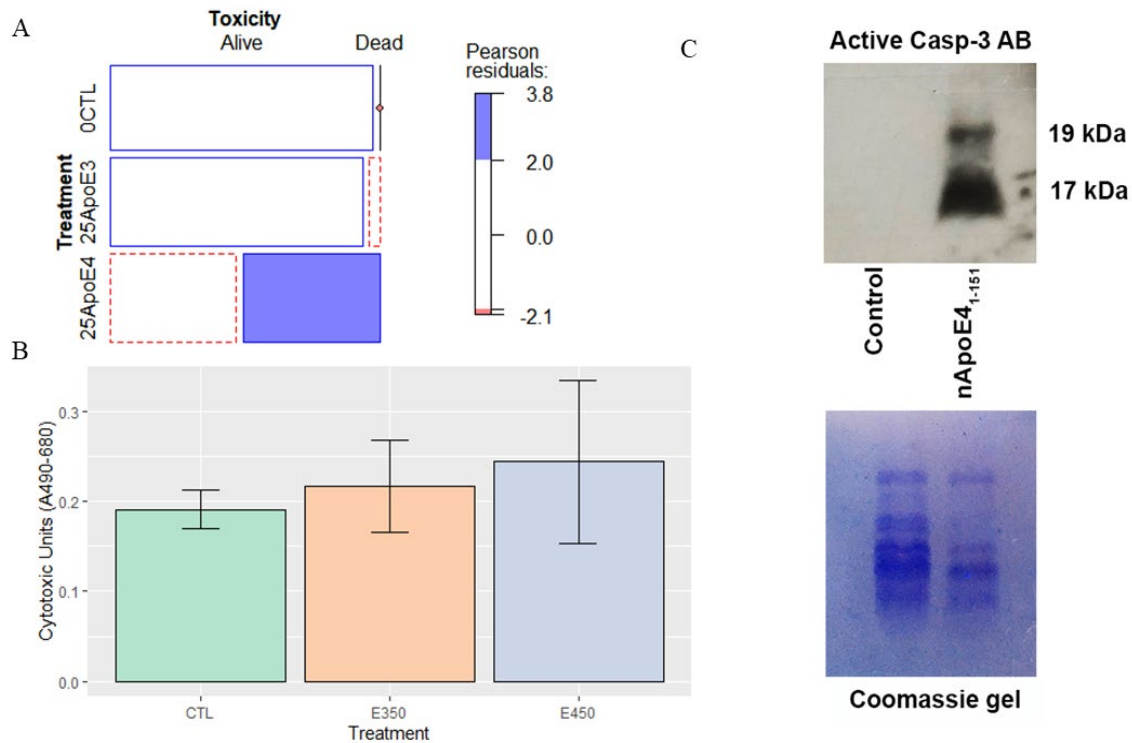 A
Toxicity
Alive Dead
Treatment
0CTL
25ApoE3
25ApoE4
Pearson
residuals:
3.8
2.0
0.0
-2.1
B
Cytotoxic Units (A490-680)
0.3
0.2
0.1
0.0
CTL E350 E450
Treatment
C
Active Casp-3 AB
19 kDa
17 kDa
Control
nApoE41-151
Coomassie gel